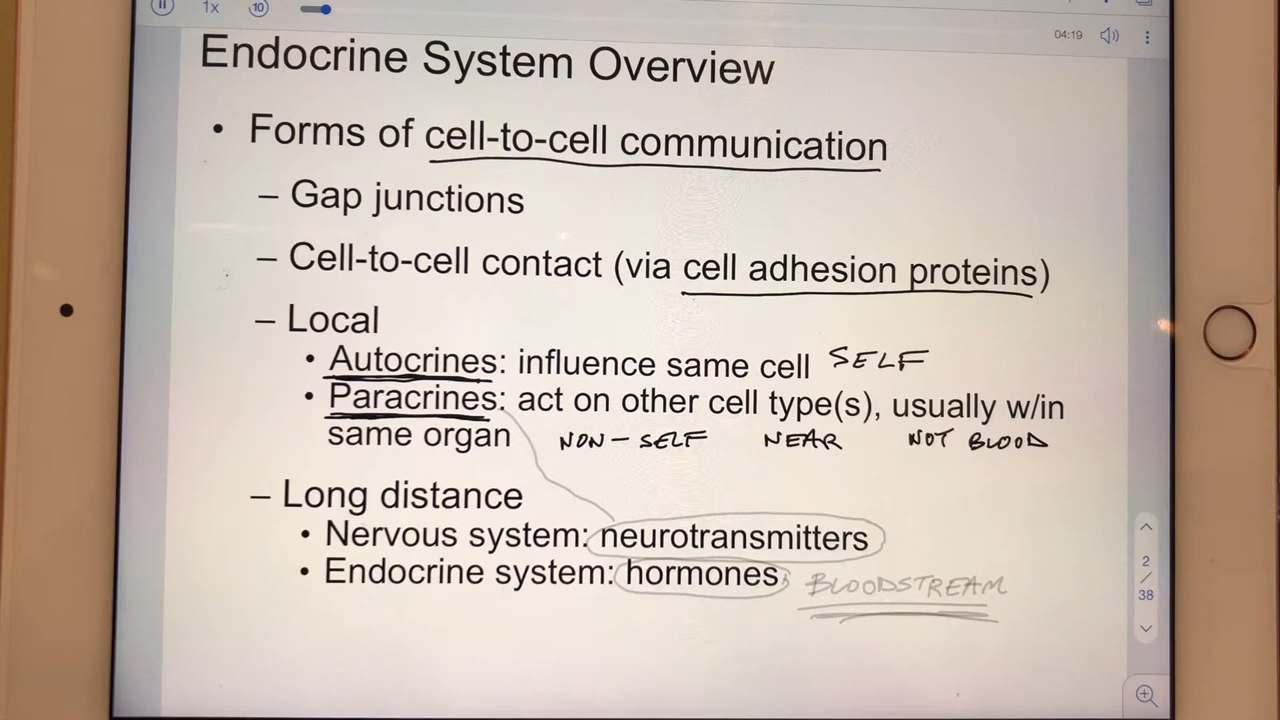 1x
10
04:19
Endocrine System Overview
• Forms of cell-to-cell communication
– Gap junctions
– Cell-to-cell contact (via cell adhesion proteins)
– Local
• Autocrines: influence same cell SELF
• Paracrines: act on other cell type(s), usually w/in
same organ NON-SELF NEAR NOT BLOOD
– Long distance
• Nervous system: neurotransmitters
• Endocrine system: hormones BLOODSTREAM
2
/
38